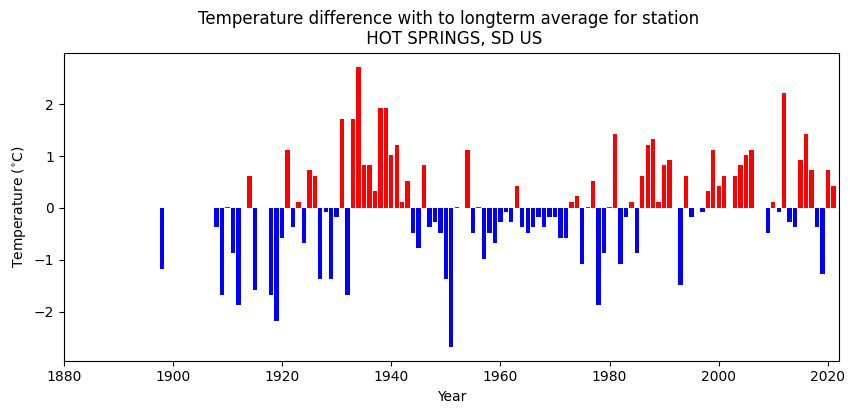 Temperature difference with to longterm average for station
HOT SPRINGS, SD US
Temperature (°C)
2
1
0
−1
−2
1880 1900 1920 1940 1960 1980 2000 2020
Year